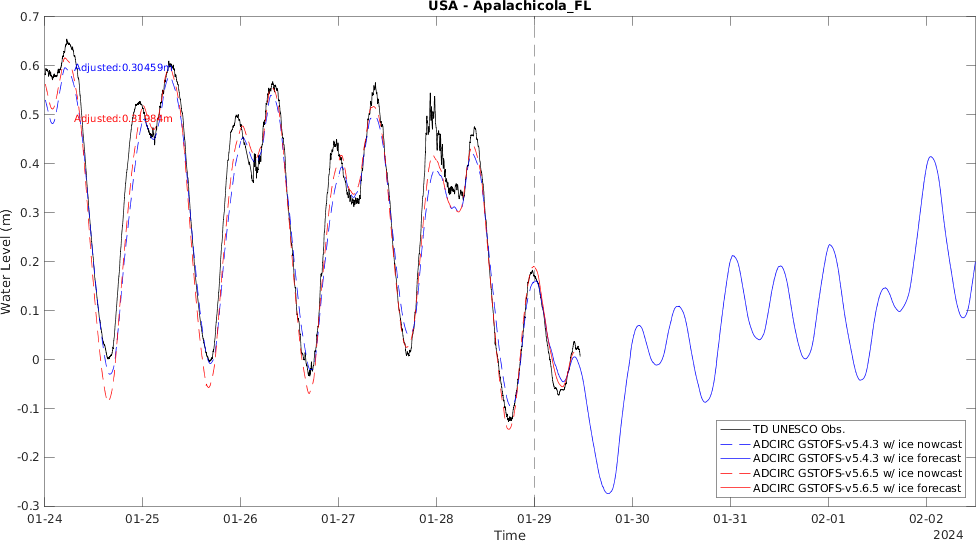 USA - Apalachicola_FL
0.7
0.6
0.5
0.4
0.3
0.2
0.1
0
-0.1
-0.2
-0.3
Water Level (m)
Adjusted:0.30459m
Adjusted:0.31984m
TD UNESCO Obs.
ADCIRC GSTOFS-v5.4.3 w/ ice nowcast
ADCIRC GSTOFS-v5.4.3 w/ ice forecast
ADCIRC GSTOFS-v5.6.5 w/ ice nowcast
ADCIRC GSTOFS-v5.6.5 w/ ice forecast
01-24 01-25 01-26 01-27 01-28 01-29 01-30 01-31 02-01 02-02
Time
2024